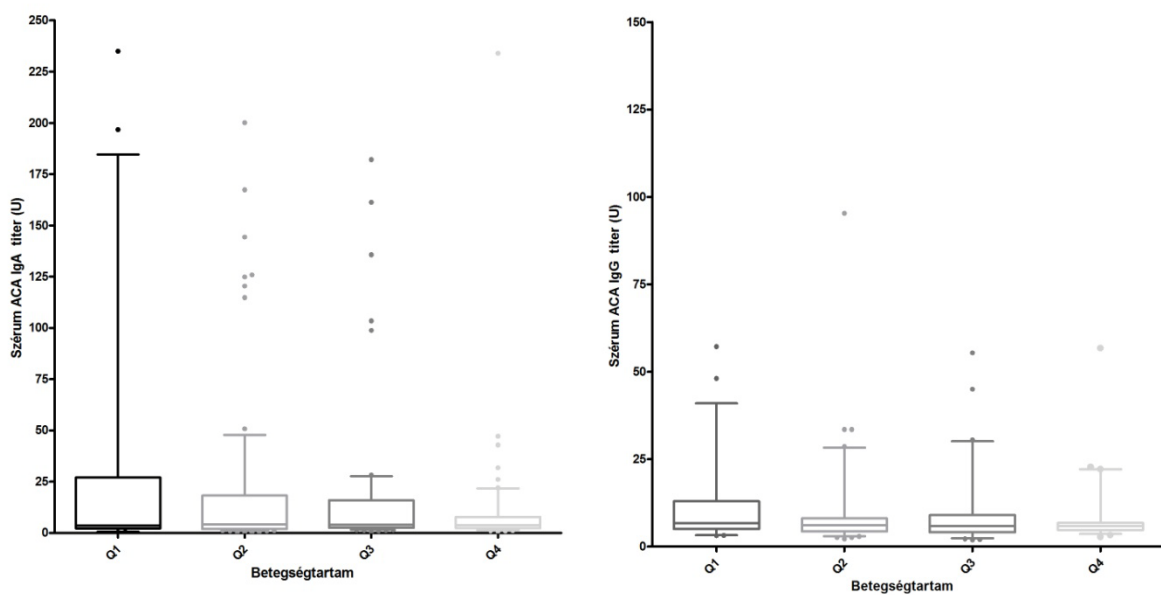 Szérum ACA IgA titer (U)
250
225
200
175
150
125
100
75
50
25
0
Q1
Q2
Q3
Q4
Betegségtartam
Szérum ACA IgG titer (U)
150
125
100
75
50
25
0
Q1
Q2
Q3
Q4
Betegségtartam